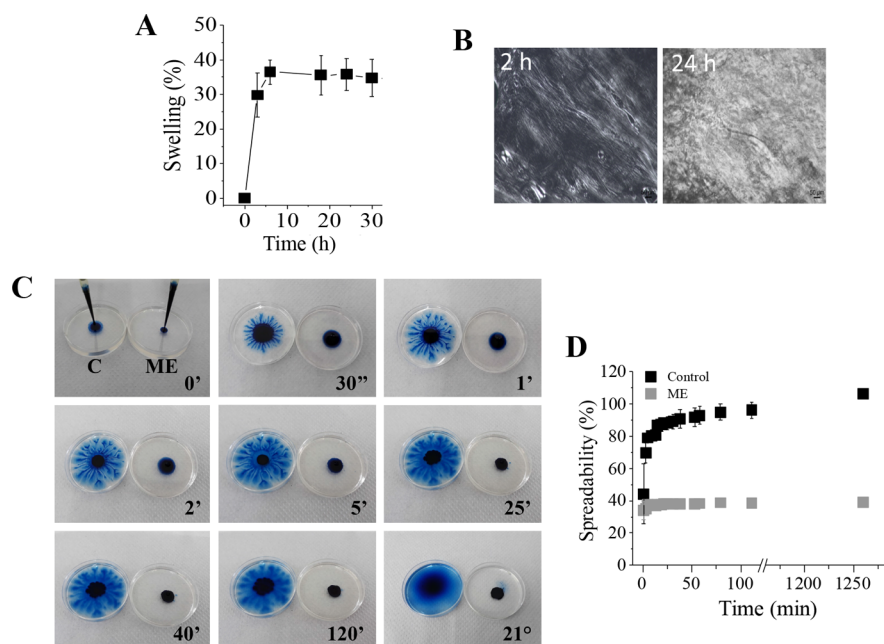 A
50
40
30
20
10
0
Swelling (%)
0 10 20 30
Time (h)
B
2 h
24 h
C
C
ME
0’
30”
1’
2’
5’
25’
40’
120’
21°
D
Control
ME
120
100
80
60
40
20
0
Spreadability (%)
0 50 100 1200 1250
Time (min)